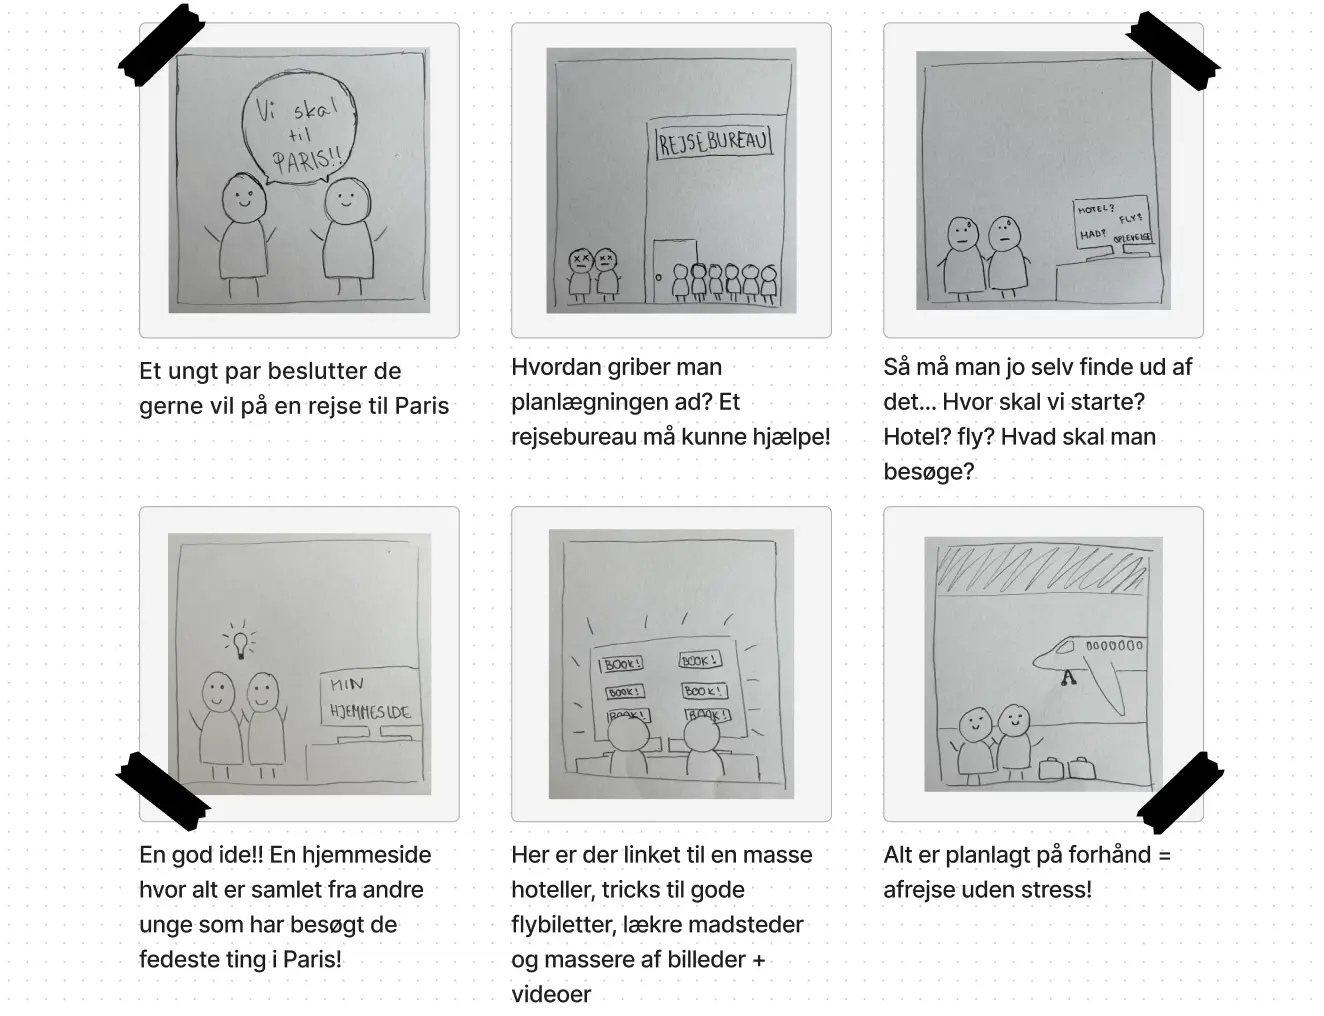 Vi skal
til
PARIS!!
REJSEBUREAU
HOTEL?
FLY?
MAD?
OPLEVELSE
Et ungt par beslutter de
gerne vil på en rejse til Paris
Hvordan griber man
planlægningen ad? Et
rejsebureau må kunne hjælpe!
Så må man jo selv finde ud af
det... Hvor skal vi starte?
Hotel? fly? Hvad skal man
besøge?
MIN
HJEMMESIDE
BOOK! BOOK!
BOOK! BOOK!
BOOK! BOOK!
En god ide!! En hjemmeside
hvor alt er samlet fra andre
unge som har besøgt de
fedeste ting i Paris!
Her er der linket til en masse
hoteller, tricks til gode
flybiletter, lækre madsteder
og massere af billeder +
videoer
Alt er planlagt på forhånd =
afrejse uden stress!